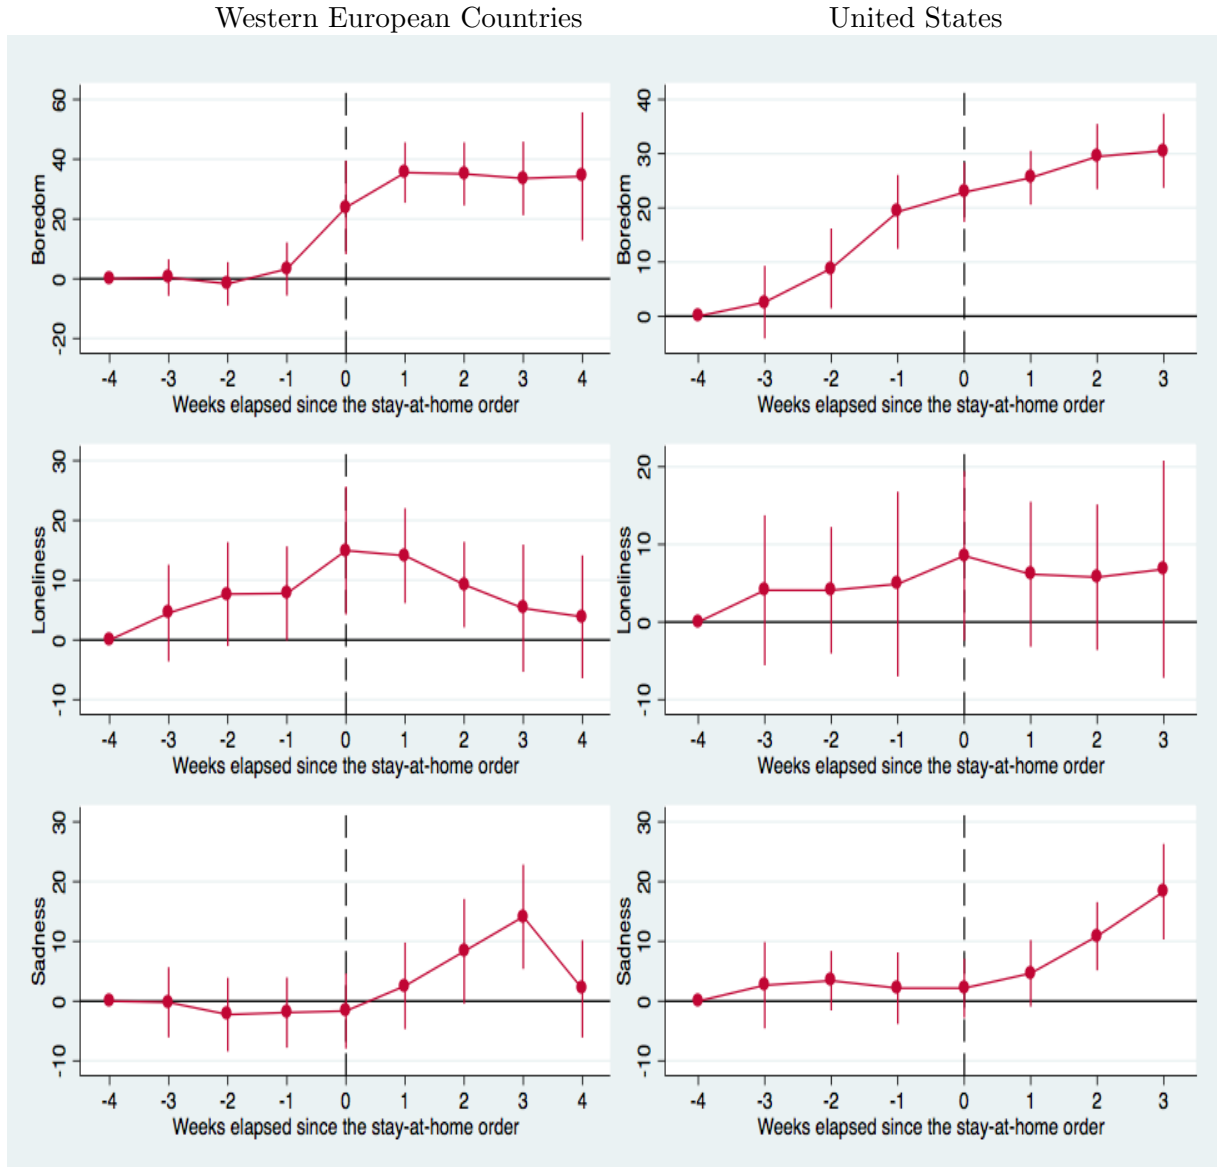 Western European Countries
United States
60
40
20
0
-20
Boredom
-4 -3 -2 -1 0 1 2 3 4
Weeks elapsed since the stay-at-home order
40
30
20
10
0
Boredom
-4 -3 -2 -1 0 1 2 3
Weeks elapsed since the stay-at-home order
30
20
10
0
-10
Loneliness
-4 -3 -2 -1 0 1 2 3 4
Weeks elapsed since the stay-at-home order
20
10
0
-10
Loneliness
-4 -3 -2 -1 0 1 2 3
Weeks elapsed since the stay-at-home order
30
20
10
0
-10
Sadness
-4 -3 -2 -1 0 1 2 3 4
Weeks elapsed since the stay-at-home order
30
20
10
0
-10
Sadness
-4 -3 -2 -1 0 1 2 3
Weeks elapsed since the stay-at-home order